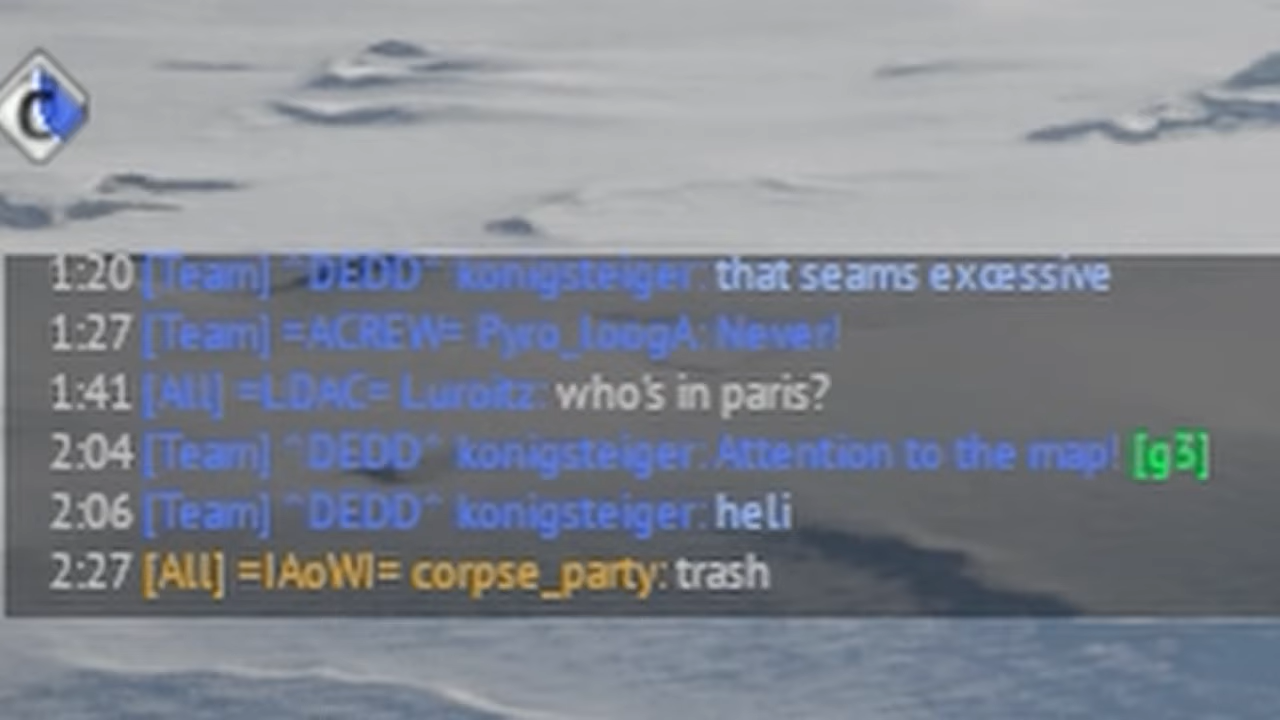 C
1:20 [Team] ^DEDD^ konigsteiger: that seams excessive
1:27 [Team] =ACREW= Pyro_loogA: Never!
1:41 [All] =LDAC= Luroitz: who's in paris?
2:04 [Team] ^DEDD^ konigsteiger: Attention to the map! [g3]
2:06 [Team] ^DEDD^ konigsteiger: heli
2:27 [All] =IAoWI= corpse_party: trash